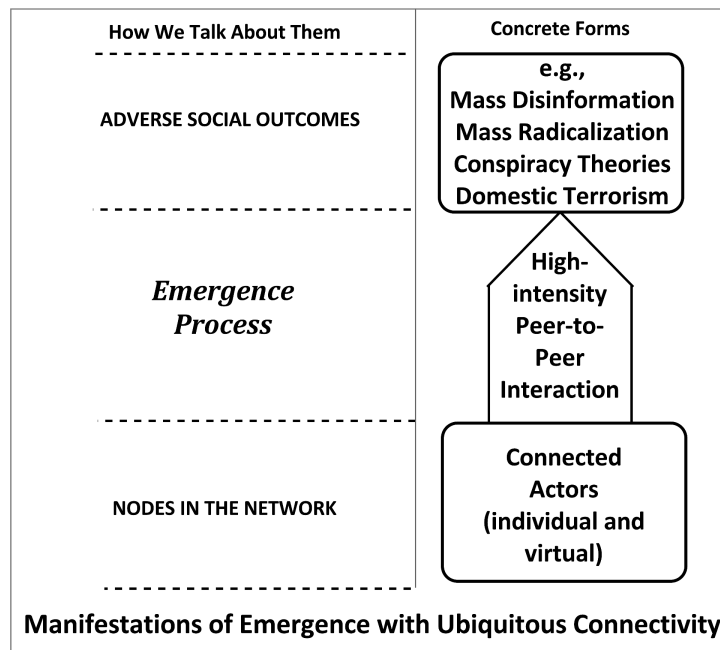 How We Talk About Them
Concrete Forms
ADVERSE SOCIAL OUTCOMES
e.g.,
Mass Disinformation
Mass Radicalization
Conspiracy Theories
Domestic Terrorism
Emergence
Process
High-
intensity
Peer-to-
Peer
Interaction
NODES IN THE NETWORK
Connected
Actors
(individual and
virtual)
Manifestations of Emergence with Ubiquitous Connectivity